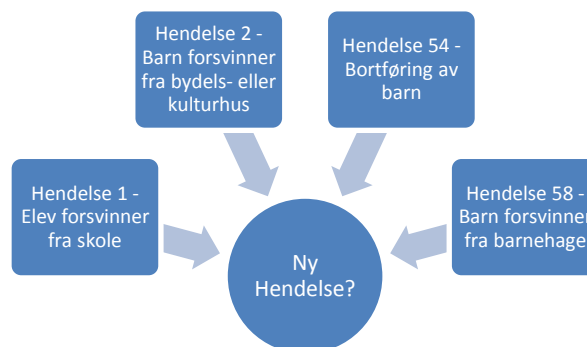 Hendelse 2 -
Barn forsvinner
fra bydels- eller
kulturhus
Hendelse 54 -
Bortføring av
barn
Hendelse 1 -
Elev forsvinner
fra skole
Hendelse 58 -
Barn forsvinner
fra barnehage
Ny
Hendelse?